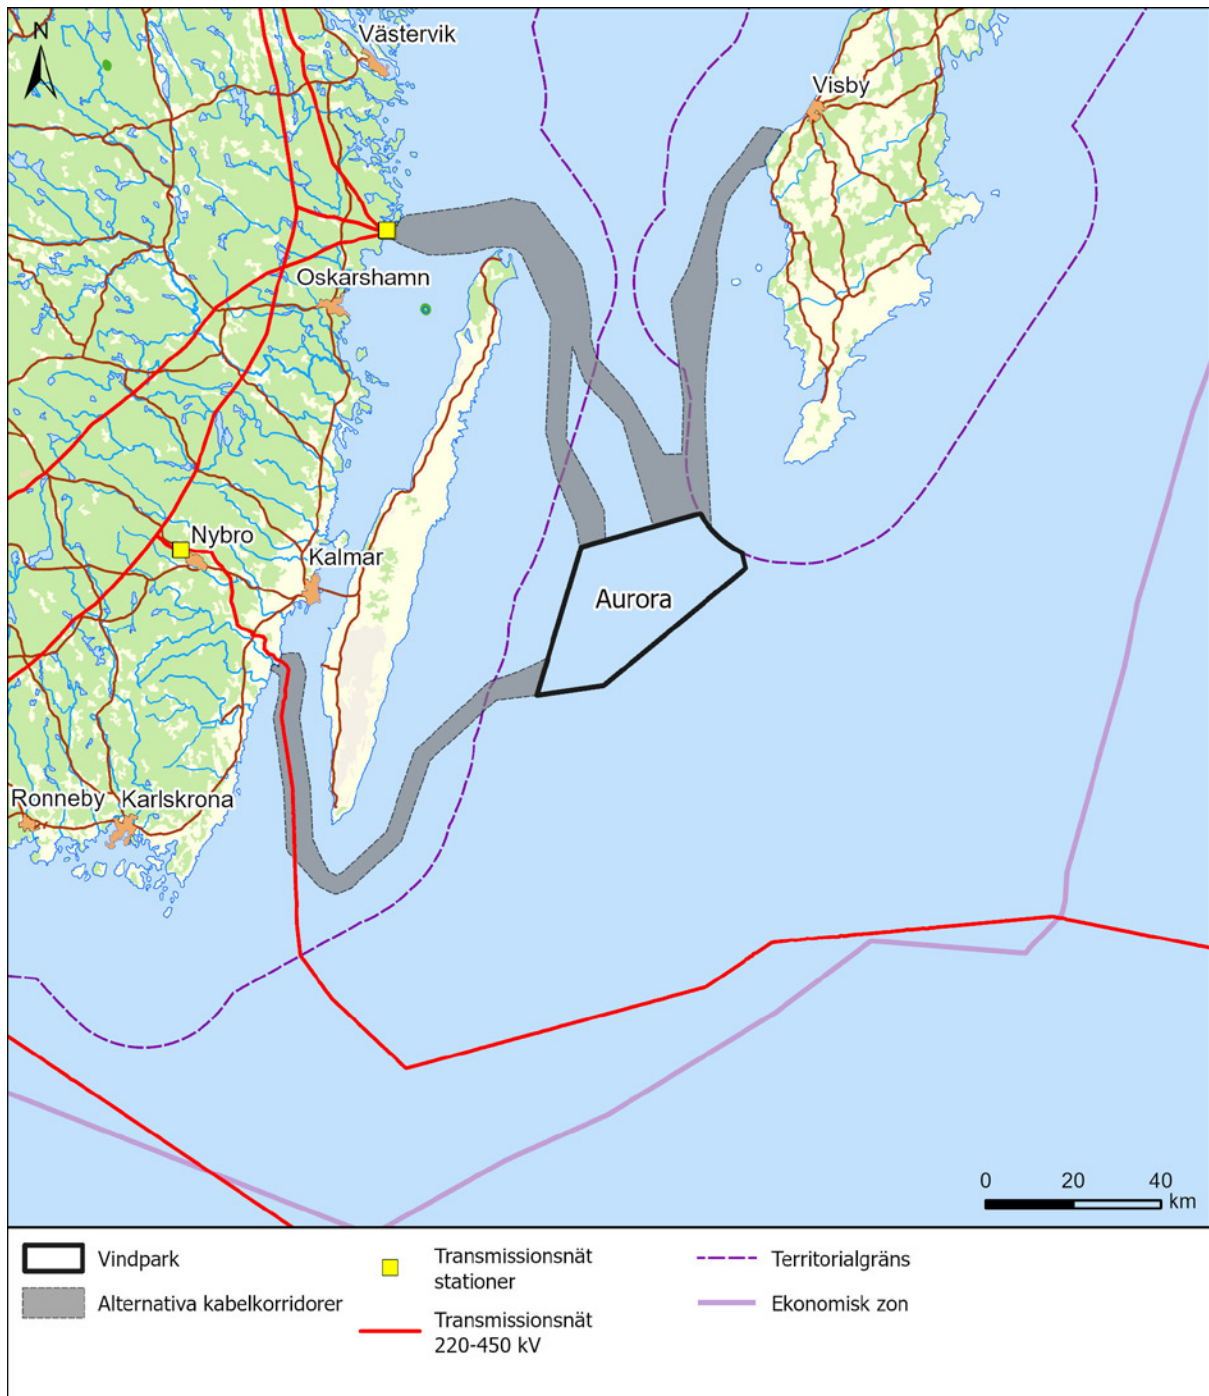 N
Västervik
Visby
Oskarshamn
Nybro
Kalmar
Aurora
Ronneby
Karlskrona
0 20 40
km
Vindpark
Alternativa kabelkorridorer
Transmissionsnät
stationer
Transmissionsnät
220-450 kV
Territorialgräns
Ekonomisk zon